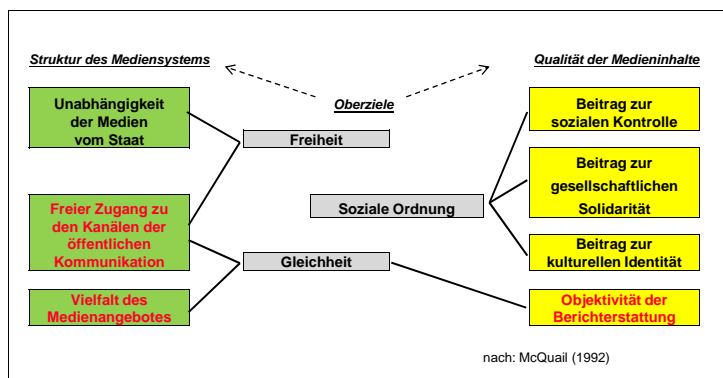 Struktur des Mediensystems
Qualität der Medieninhalte
Oberziele
Unabhängigkeit
der Medien
vom Staat
Freier Zugang zu
den Kanälen der
öffentlichen
Kommunikation
Vielfalt des
Medienangebotes
Freiheit
Soziale Ordnung
Gleichheit
Beitrag zur
sozialen Kontrolle
Beitrag zur
gesellschaftlichen
Solidarität
Beitrag zur
kulturellen Identität
Objektivität der
Berichterstattung
nach: McQuail (1992)